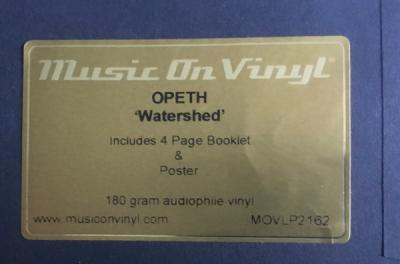 Music On Vinyl®
OPETH
'Watershed'
Includes 4 Page Booklet
&
Poster
180 gram audiophile vinyl
www.musiconvinyl.com MOVLP2162